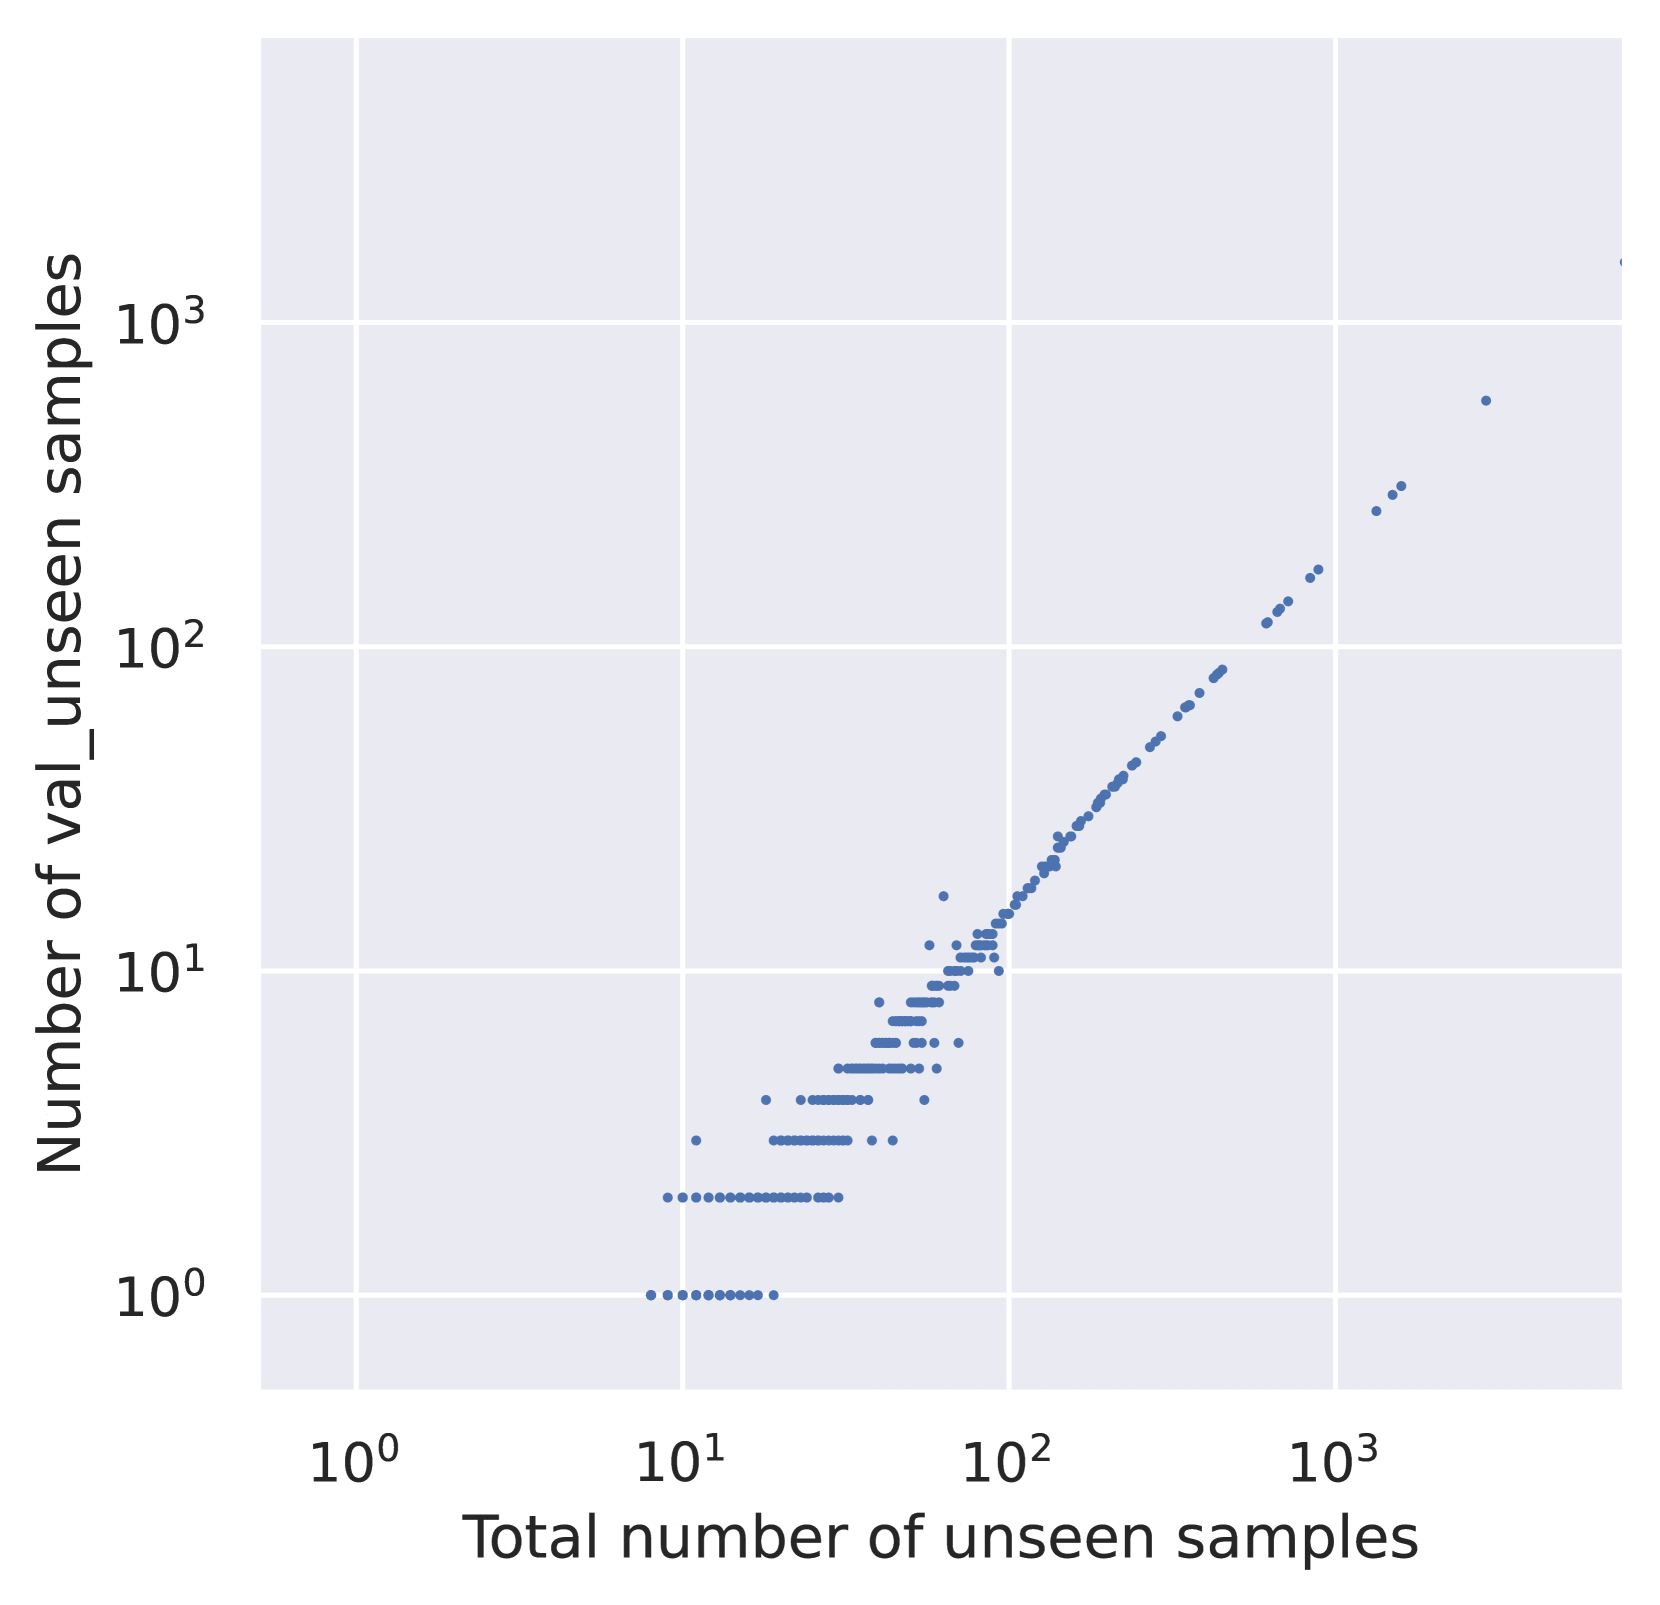 Number of val_unseen samples
10³
10²
10¹
10⁰
10⁰ 10¹ 10² 10³
Total number of unseen samples